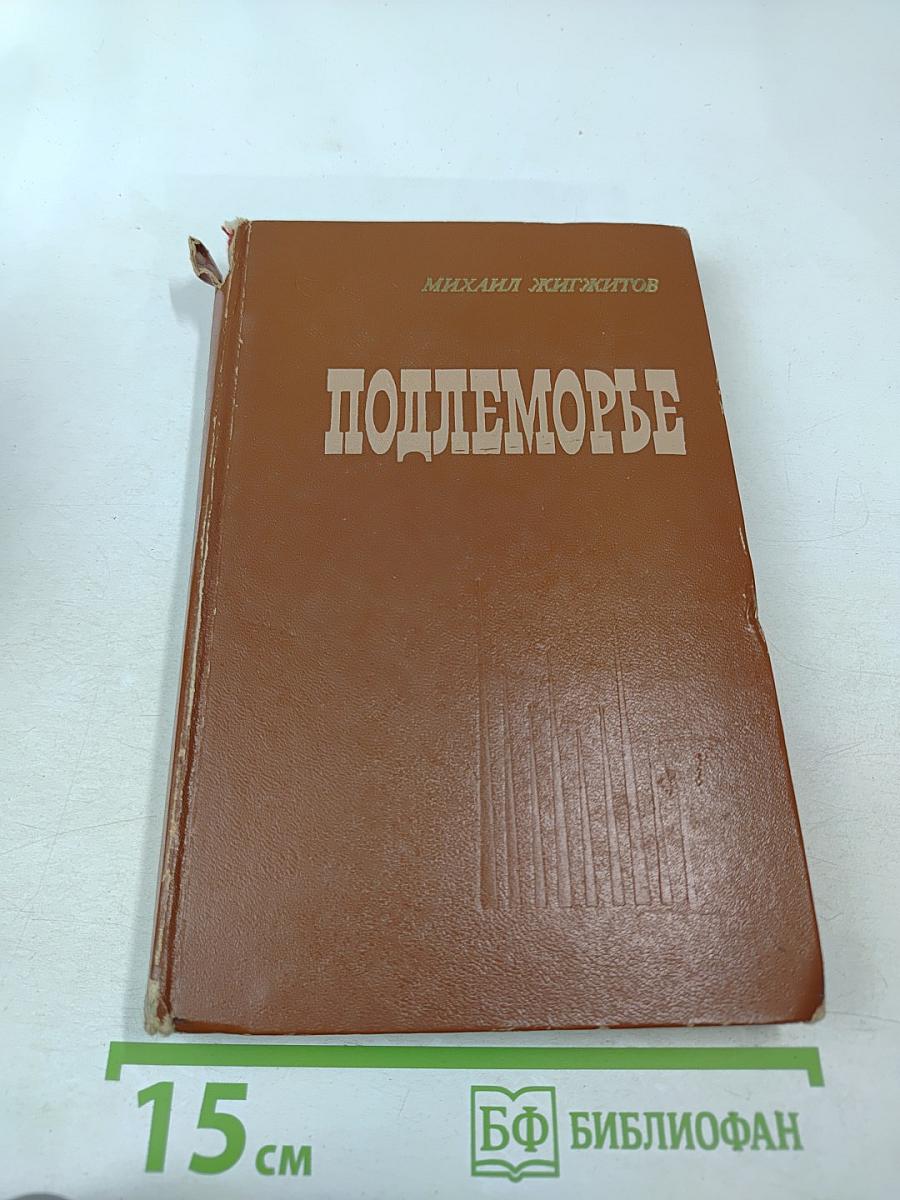 МИХАИЛ ЖИГЖИТОВ
ПОДЛЕМОРЬЕ
15 см
БФ БИБЛИОФАН